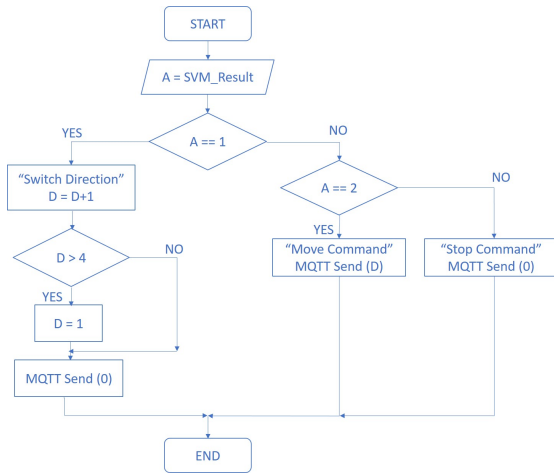 START
A = SVM_Result
A == 1
YES
NO
"Switch Direction"
D = D+1
A == 2
NO
YES
"Move Command"
MQTT Send (D)
"Stop Command"
MQTT Send (0)
D > 4
NO
YES
D = 1
MQTT Send (0)
END